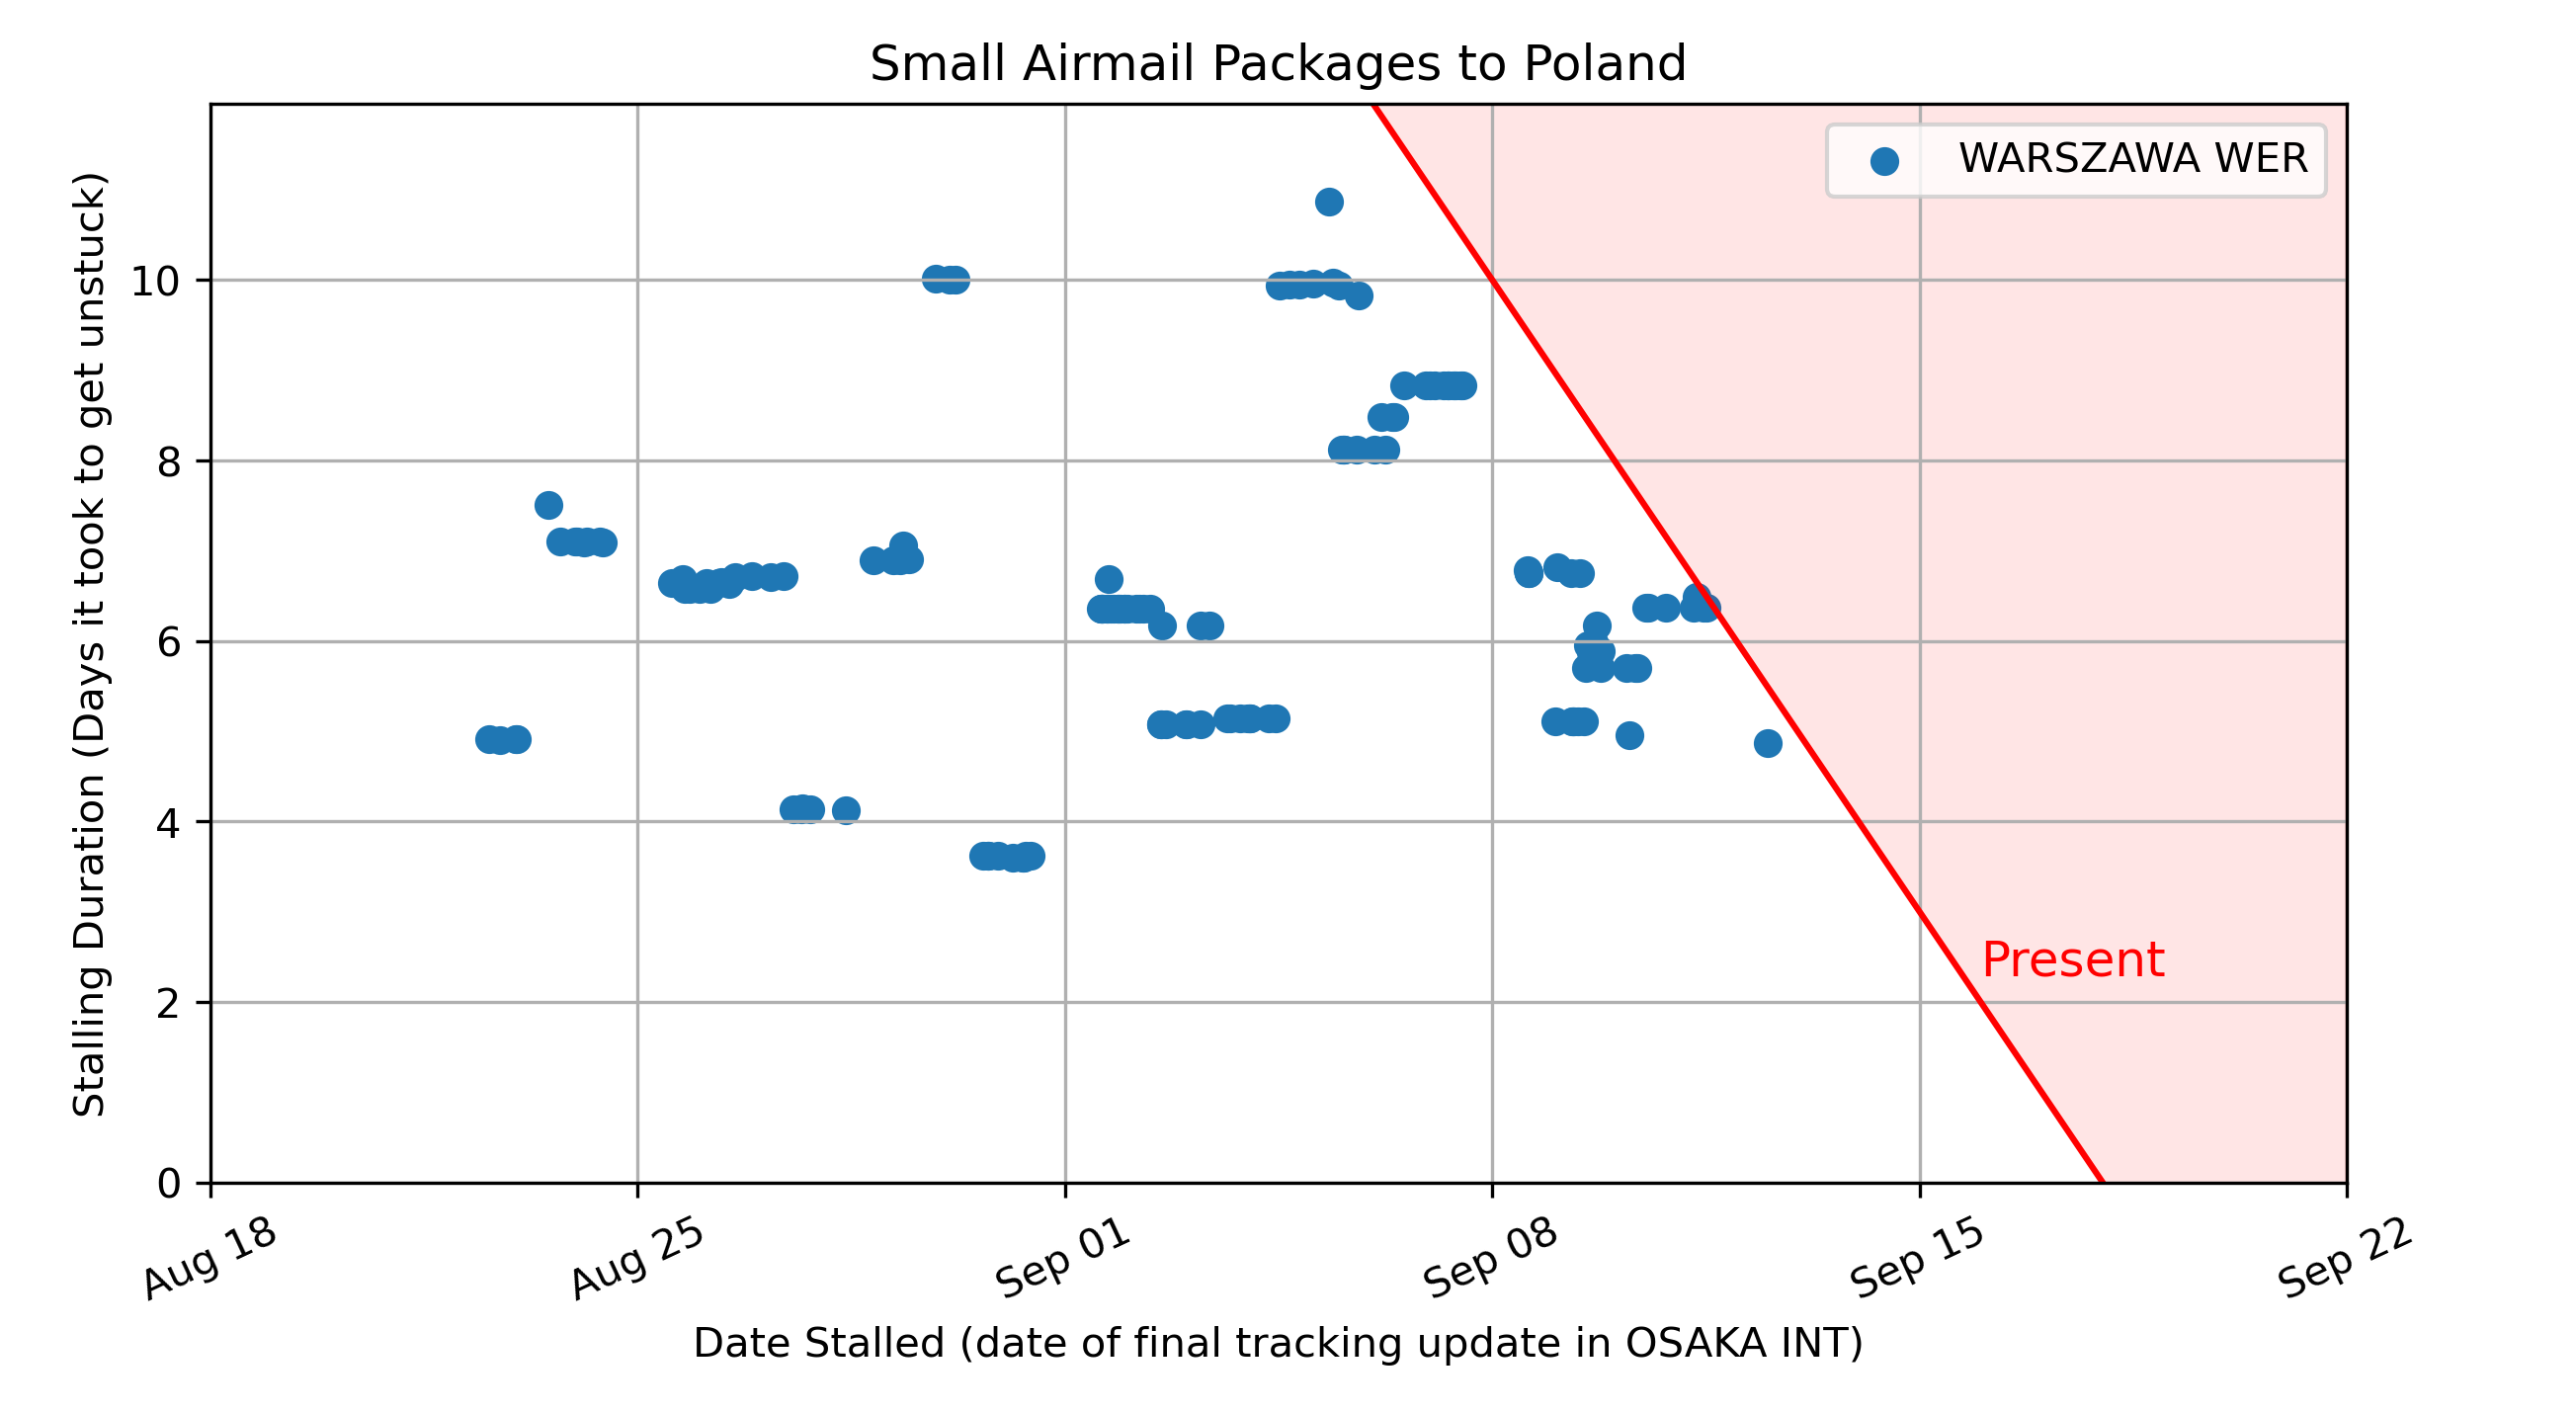 Small Airmail Packages to Poland
WARSZAWA WER
Stalling Duration (Days it took to get unstuck)
10
8
6
4
2
0
Present
Aug 18
Aug 25
Sep 01
Sep 08
Sep 15
Sep 22
Date Stalled (date of final tracking update in OSAKA INT)